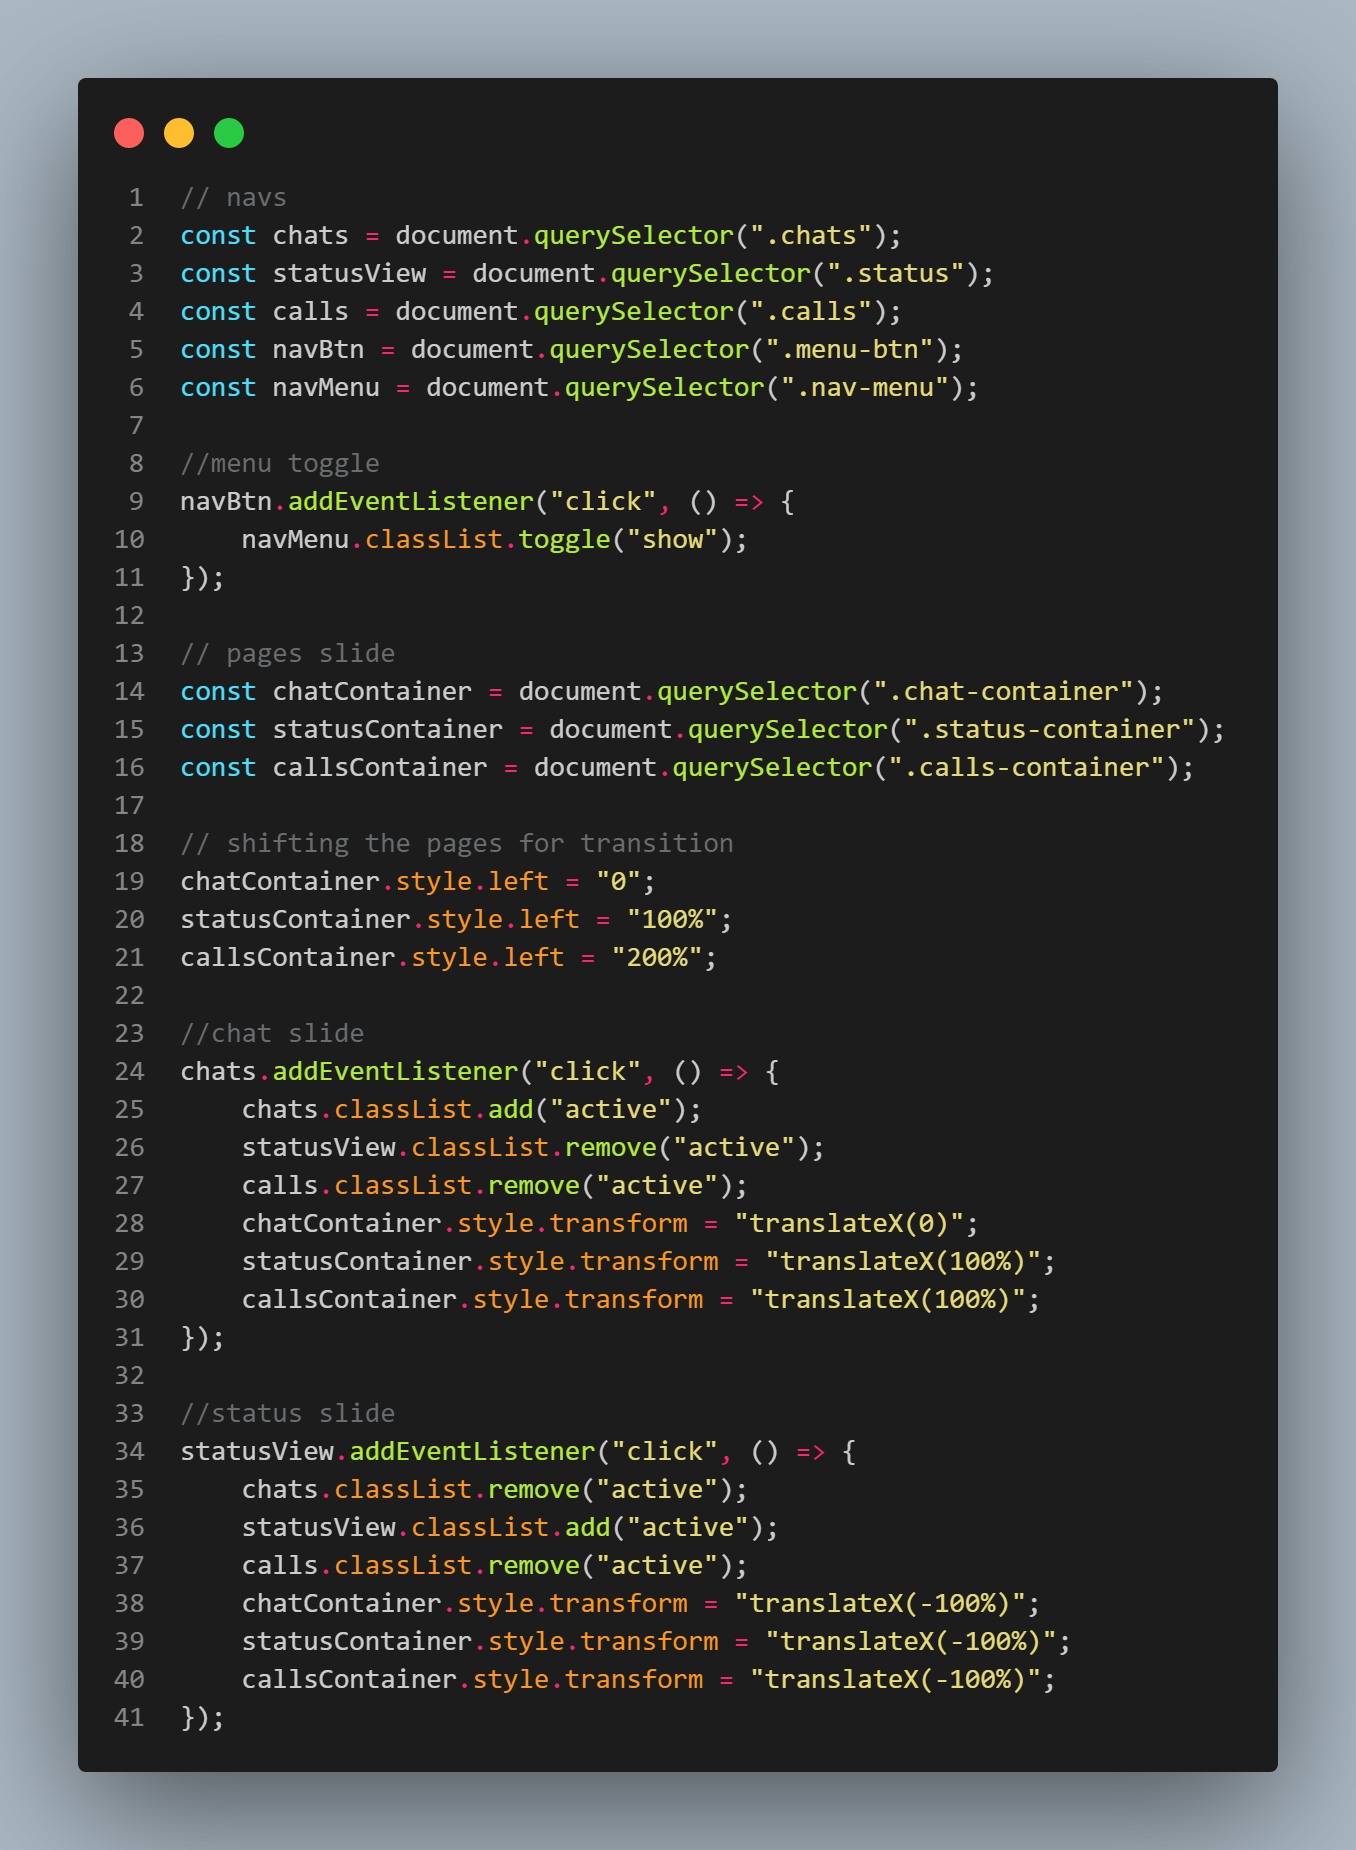 1 // navs
2 const chats = document.querySelector(".chats");
3 const statusView = document.querySelector(".status");
4 const calls = document.querySelector(".calls");
5 const navBtn = document.querySelector(".menu-btn");
6 const navMenu = document.querySelector(".nav-menu");
7
8 //menu toggle
9 navBtn.addEventListener("click", () => {
10     navMenu.classList.toggle("show");
11 });
12
13 // pages slide
14 const chatContainer = document.querySelector(".chat-container");
15 const statusContainer = document.querySelector(".status-container");
16 const callsContainer = document.querySelector(".calls-container");
17
18 // shifting the pages for transition
19 chatContainer.style.left = "0";
20 statusContainer.style.left = "100%";
21 callsContainer.style.left = "200%";
22
23 //chat slide
24 chats.addEventListener("click", () => {
25     chats.classList.add("active");
26     statusView.classList.remove("active");
27     calls.classList.remove("active");
28     chatContainer.style.transform = "translateX(0)";
29     statusContainer.style.transform = "translateX(100%)";
30     callsContainer.style.transform = "translateX(100%)";
31 });
32
33 //status slide
34 statusView.addEventListener("click", () => {
35     chats.classList.remove("active");
36     statusView.classList.add("active");
37     calls.classList.remove("active");
38     chatContainer.style.transform = "translateX(-100%)";
39     statusContainer.style.transform = "translateX(-100%)";
40     callsContainer.style.transform = "translateX(-100%)";
41 });